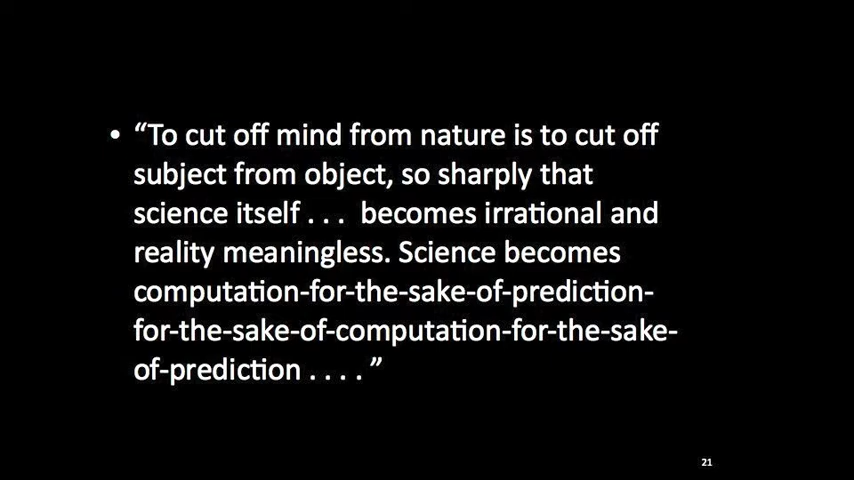 • “To cut off mind from nature is to cut off
subject from object, so sharply that
science itself . . .  becomes irrational and
reality meaningless. Science becomes
computation-for-the-sake-of-prediction-
for-the-sake-of-computation-for-the-sake-
of-prediction . . . . ”
21